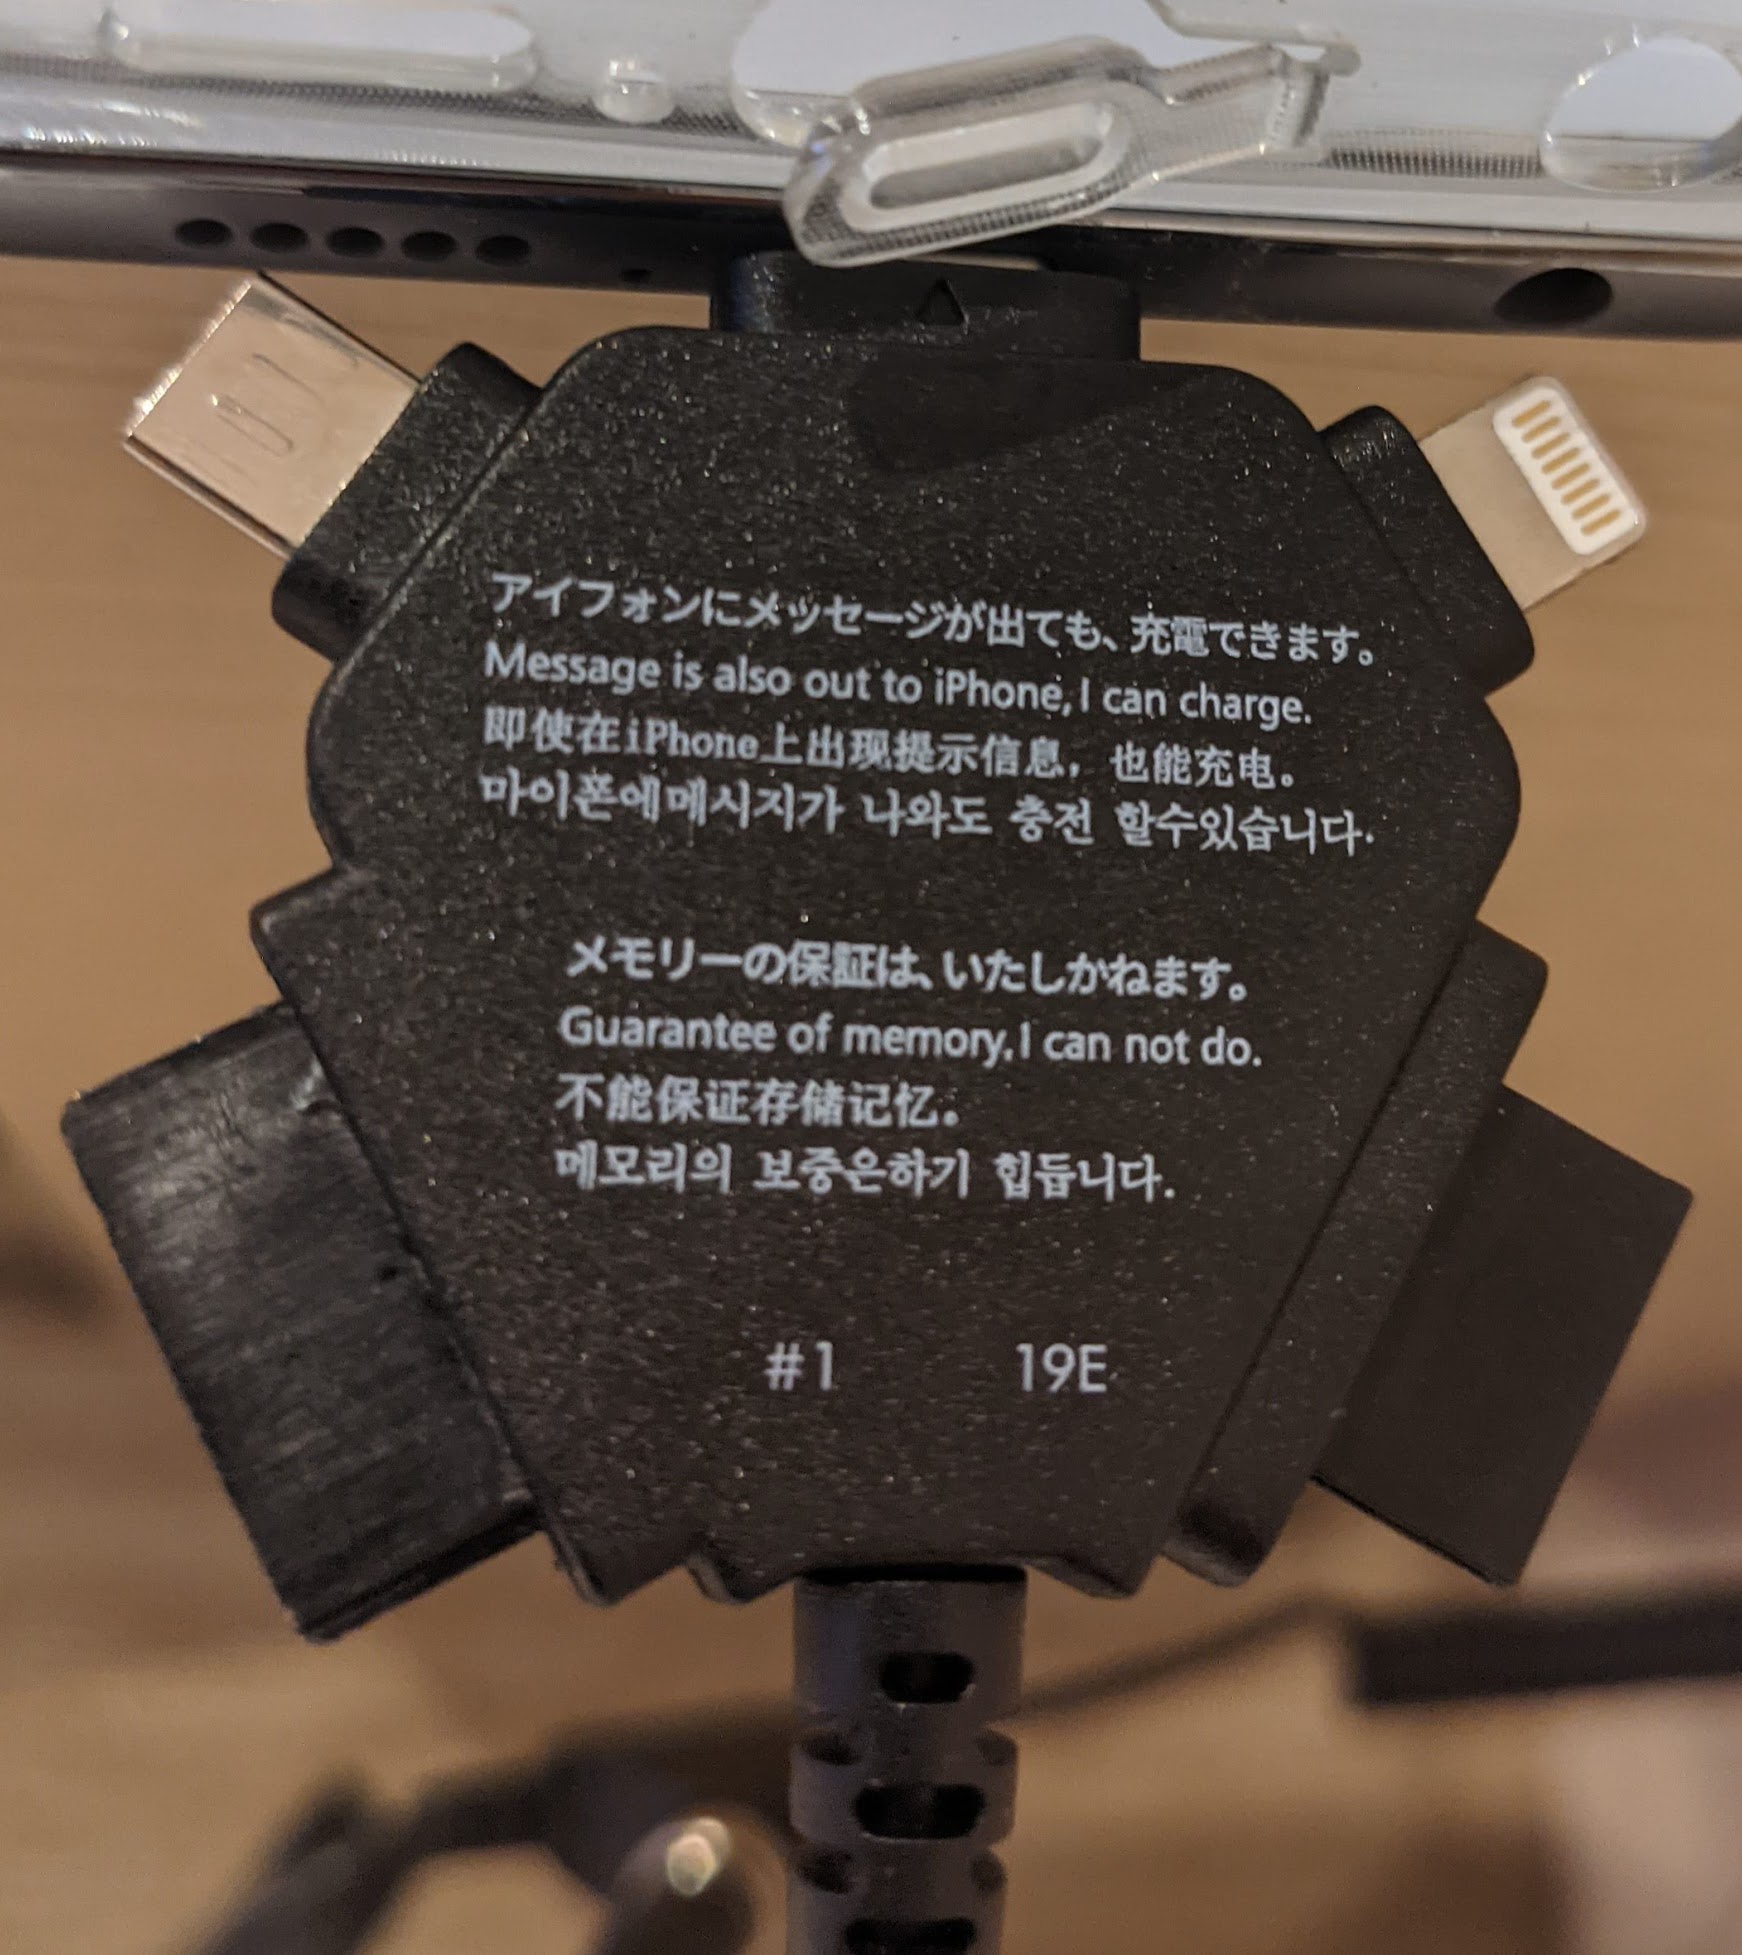 アイフォンにメッセージが出ても、充電できます。
Message is also out to iPhone, I can charge.
即使在iPhone上出现提示信息，也能充电。
마이폰에메시지가 나와도 충전 할수있습니다.
メモリーの保証は、いたしかねます。
Guarantee of memory, I can not do.
不能保证存储记忆。
메모리의 보중은하기 힙듭니다.
#1 19E